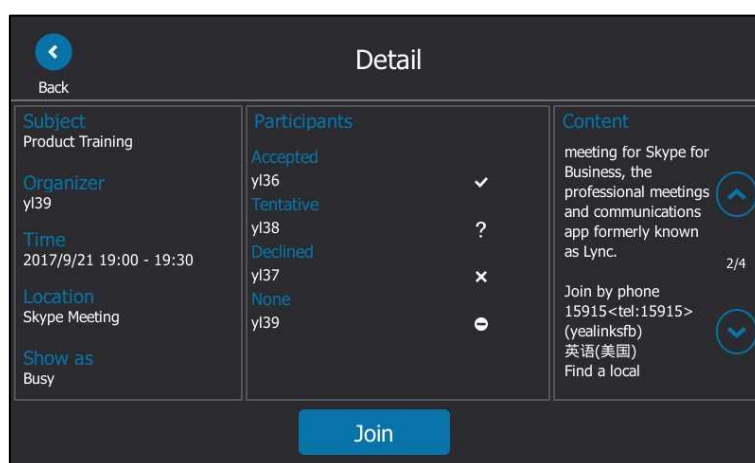 Detail
Back
Subject
Product Training
Organizer
yl39
Time
2017/9/21 19:00 - 19:30
Location
Skype Meeting
Show as
Busy
Participants
Accepted
yl36
Tentative
yl38
?
Declined
yl37
None
yl39
Content
meeting for Skype for
Business, the
professional meetings
and communications
app formerly known
as Lync.
Join by phone
15915<tel:15915>
(yealinksfb)
英语(美国)
Find a local
2/4
Join